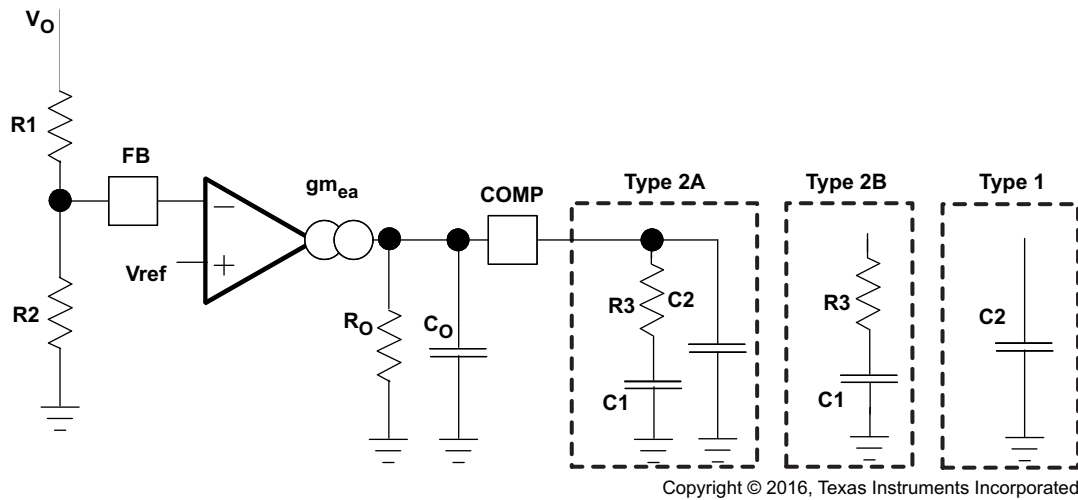 VO
R1
FB
gmea
COMP
Type 2A
Type 2B
Type 1
Vref
R2
RO
CO
R3
C2
C1
R3
C1
C2
Copyright © 2016, Texas Instruments Incorporated